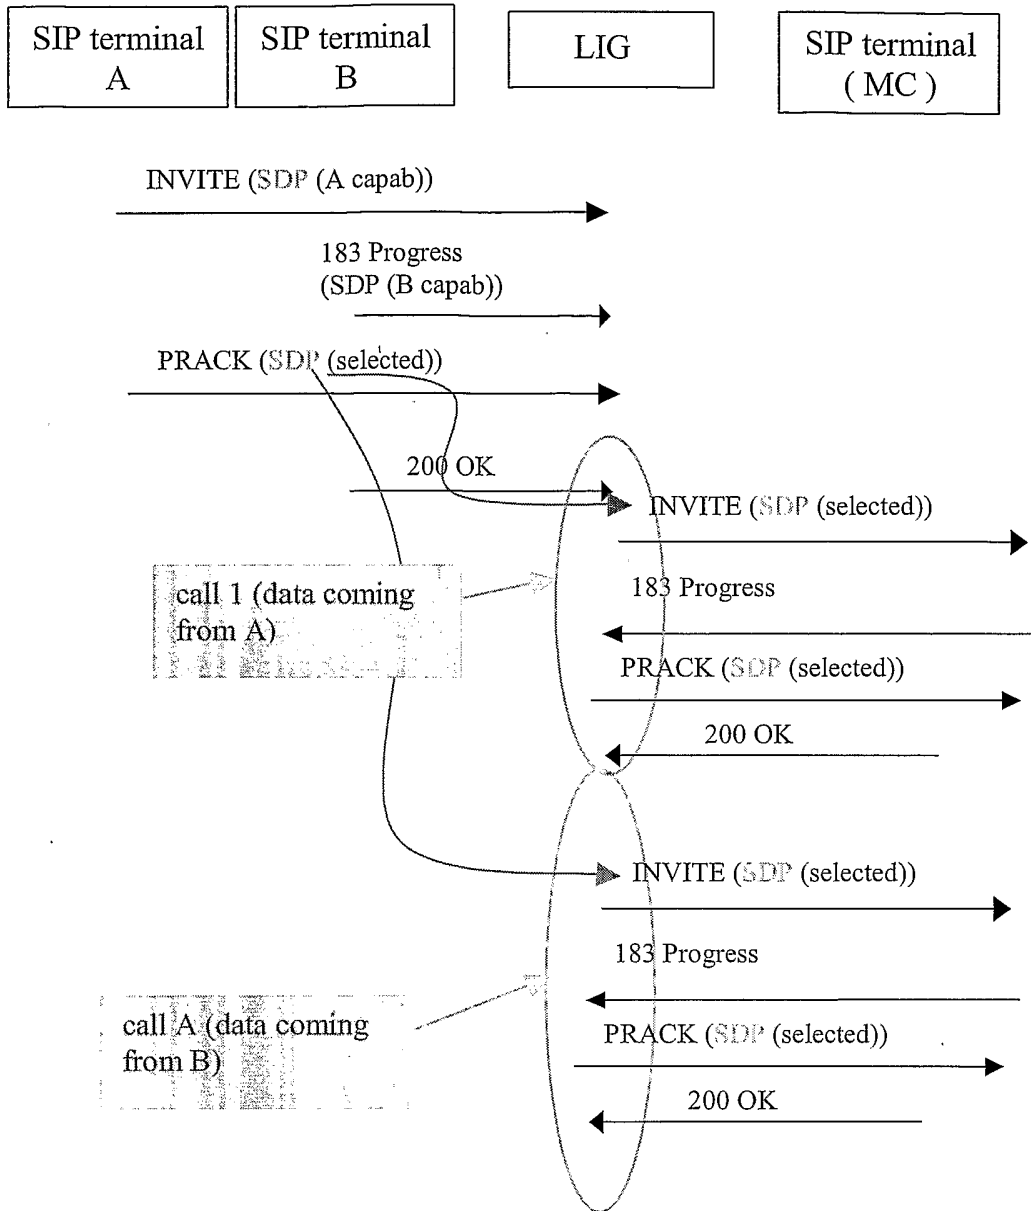 SIP terminal
A
SIP terminal
B
LIG
SIP terminal
( MC )
INVITE (SDP (A capab))
183 Progress
(SDP (B capab))
PRACK (SDP (selected))
200 OK
INVITE (SDP (selected))
call 1 (data coming
from A)
183 Progress
PRACK (SDP (selected))
200 OK
INVITE (SDP (selected))
183 Progress
call A (data coming
from B)
PRACK (SDP (selected))
200 OK